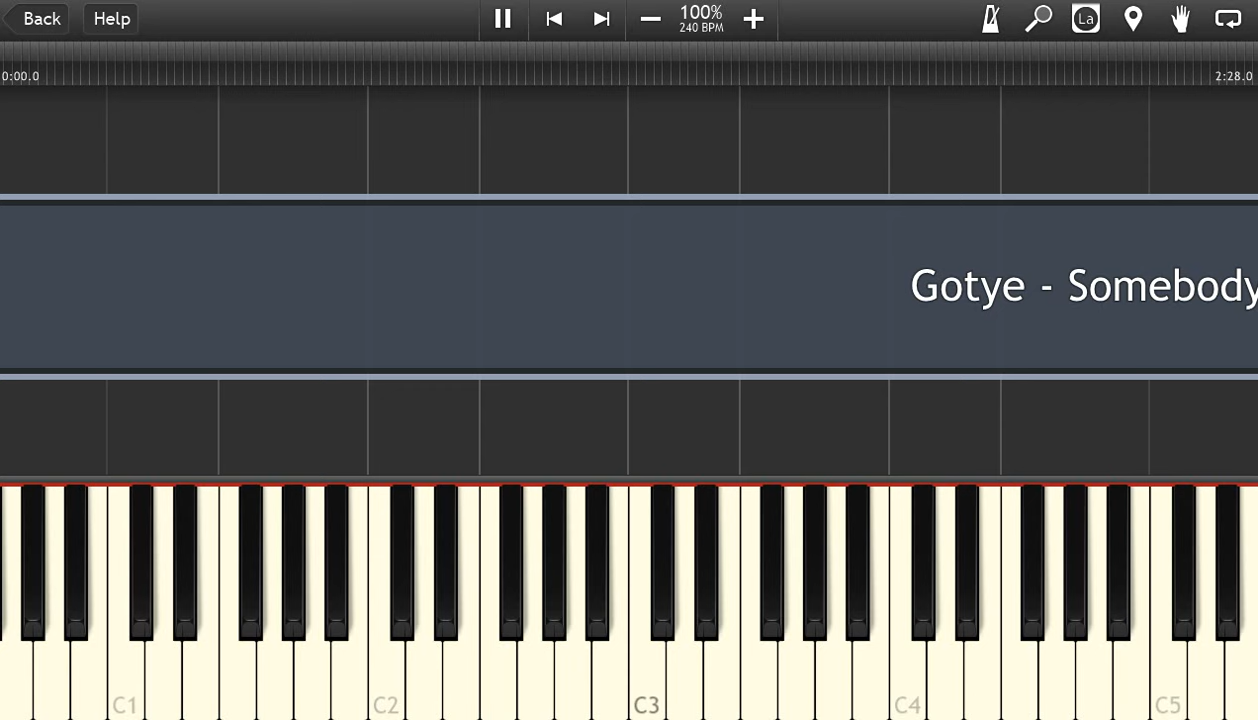 Back Help 100%
240 BPM
La
0:00.0 2:28.0
Gotye - Somebody
C1 C2 C3 C4 C5